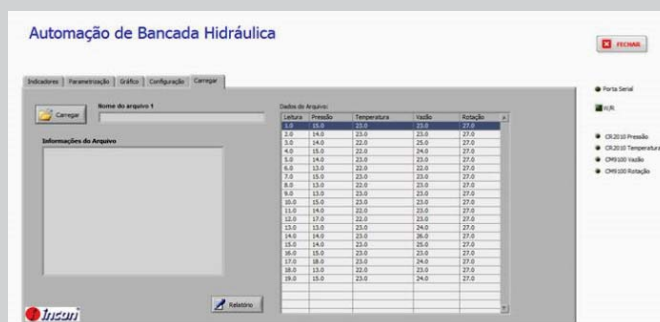 Automação de Bancada Hidráulica
FECHAR
Indicadores
Parametrização
Gráfico
Configuração
Carregar
Porta Serial
Carregar
Nome do arquivo 1
Informações do Arquivo
Dados do Arquivo:
Leitura Pressão Temperatura Vazão Rotação
1.0 15.0 23.0 23.0 27.0
2.0 14.0 23.0 23.0 27.0
3.0 14.0 22.0 25.0 27.0
4.0 15.0 22.0 24.0 27.0
5.0 14.0 23.0 23.0 27.0
6.0 13.0 22.0 22.0 27.0
7.0 15.0 23.0 23.0 27.0
8.0 13.0 22.0 23.0 27.0
9.0 13.0 23.0 23.0 27.0
10.0 15.0 23.0 23.0 27.0
11.0 14.0 22.0 23.0 27.0
12.0 17.0 22.0 23.0 27.0
13.0 13.0 23.0 24.0 27.0
14.0 14.0 23.0 26.0 27.0
15.0 14.0 23.0 25.0 27.0
16.0 15.0 23.0 23.0 27.0
17.0 18.0 23.0 24.0 27.0
18.0 13.0 22.0 23.0 27.0
19.0 15.0 23.0 24.0 27.0
CR2010 Pressão
CR2010 Temperatura
CM9100 Vazão
CM9100 Rotação
Relatório
Incon